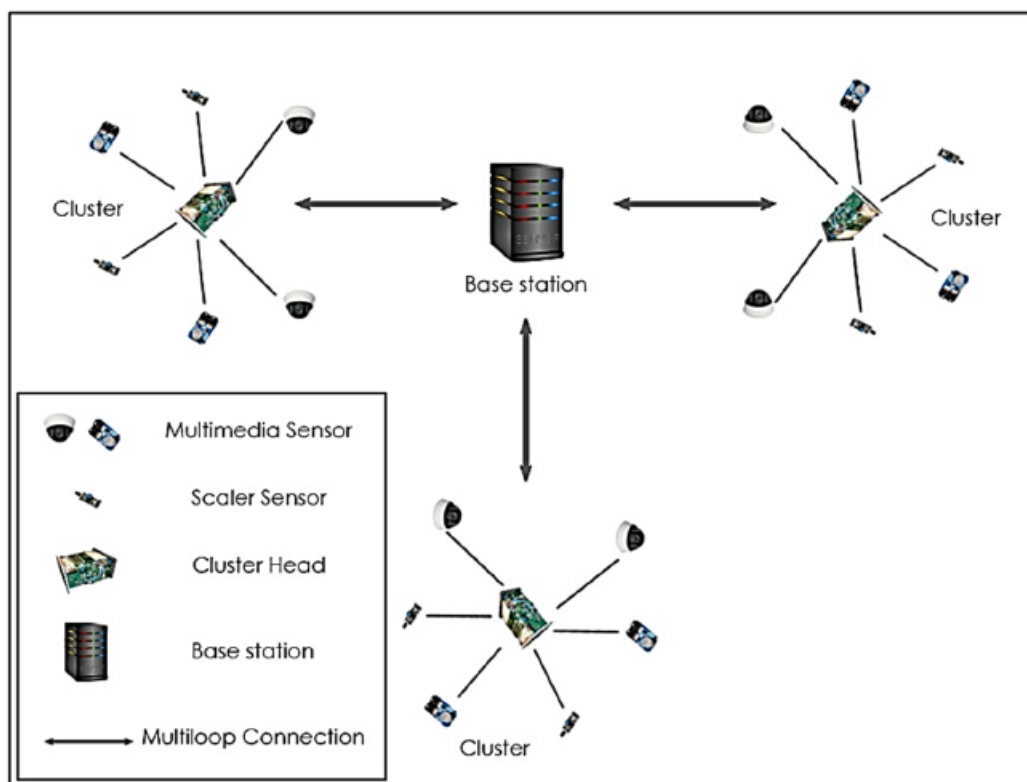 Cluster
Base station
Cluster
Multimedia Sensor
Scaler Sensor
Cluster Head
Base station
Multiloop Connection
Cluster